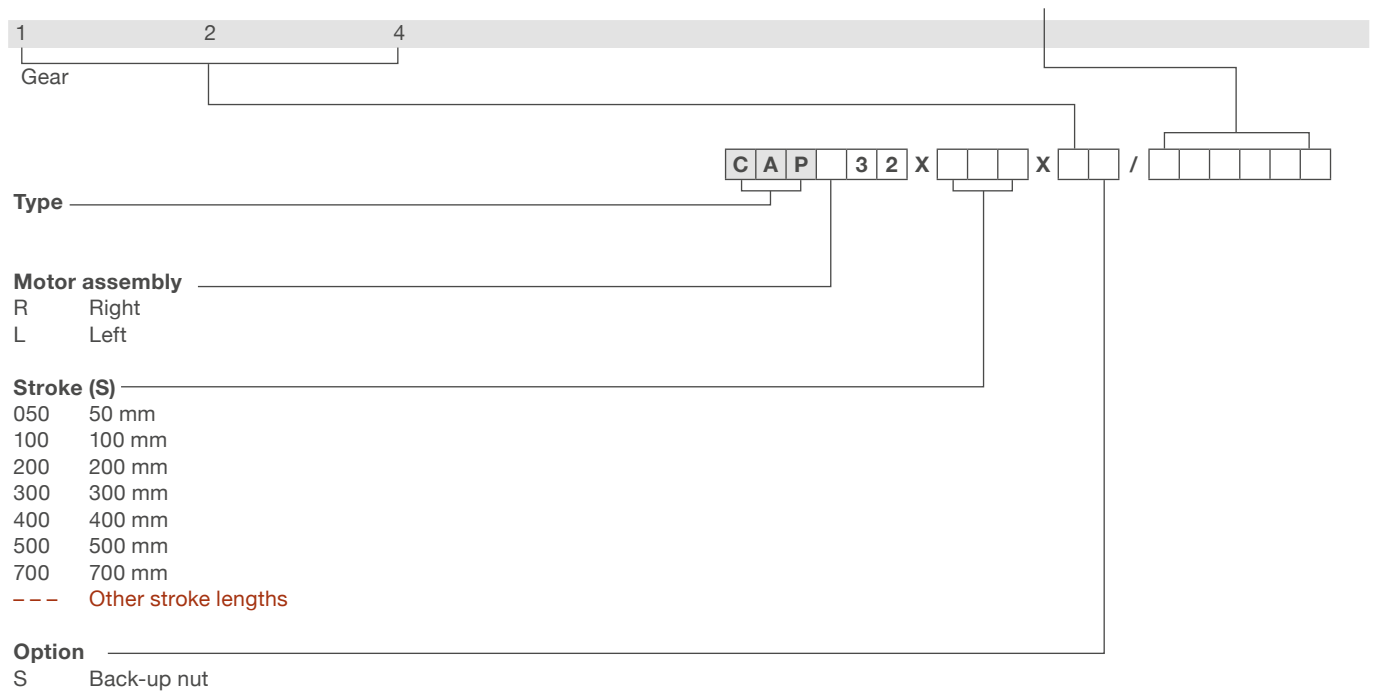 1 2 4
Gear
C A P 3 2 X X /
Type
Motor assembly
R Right
L Left
Stroke (S)
050 50 mm
100 100 mm
200 200 mm
300 300 mm
400 400 mm
500 500 mm
700 700 mm
– – – Other stroke lengths
Option
S Back-up nut